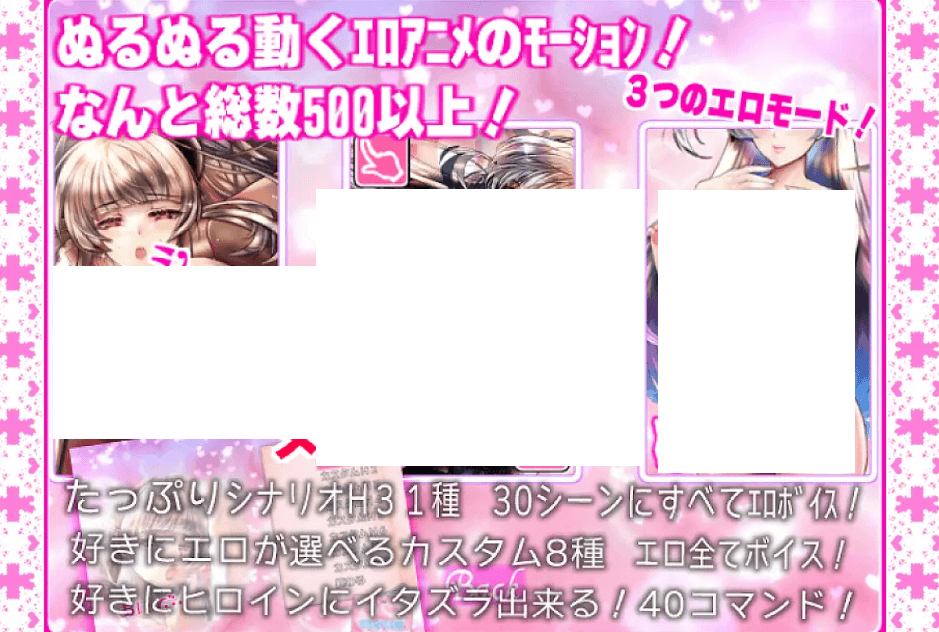 ぬるぬる動くエロアニメのモーション！
なんと総数500以上！
3つのエロモード！
たっぷりシナリオH31種　30シーンにすべてエロボイス！
好きにエロが選べるカスタム8種　エロ全てボイス！
好きにヒロインにイタズラ出来る！40コマンド！
Back